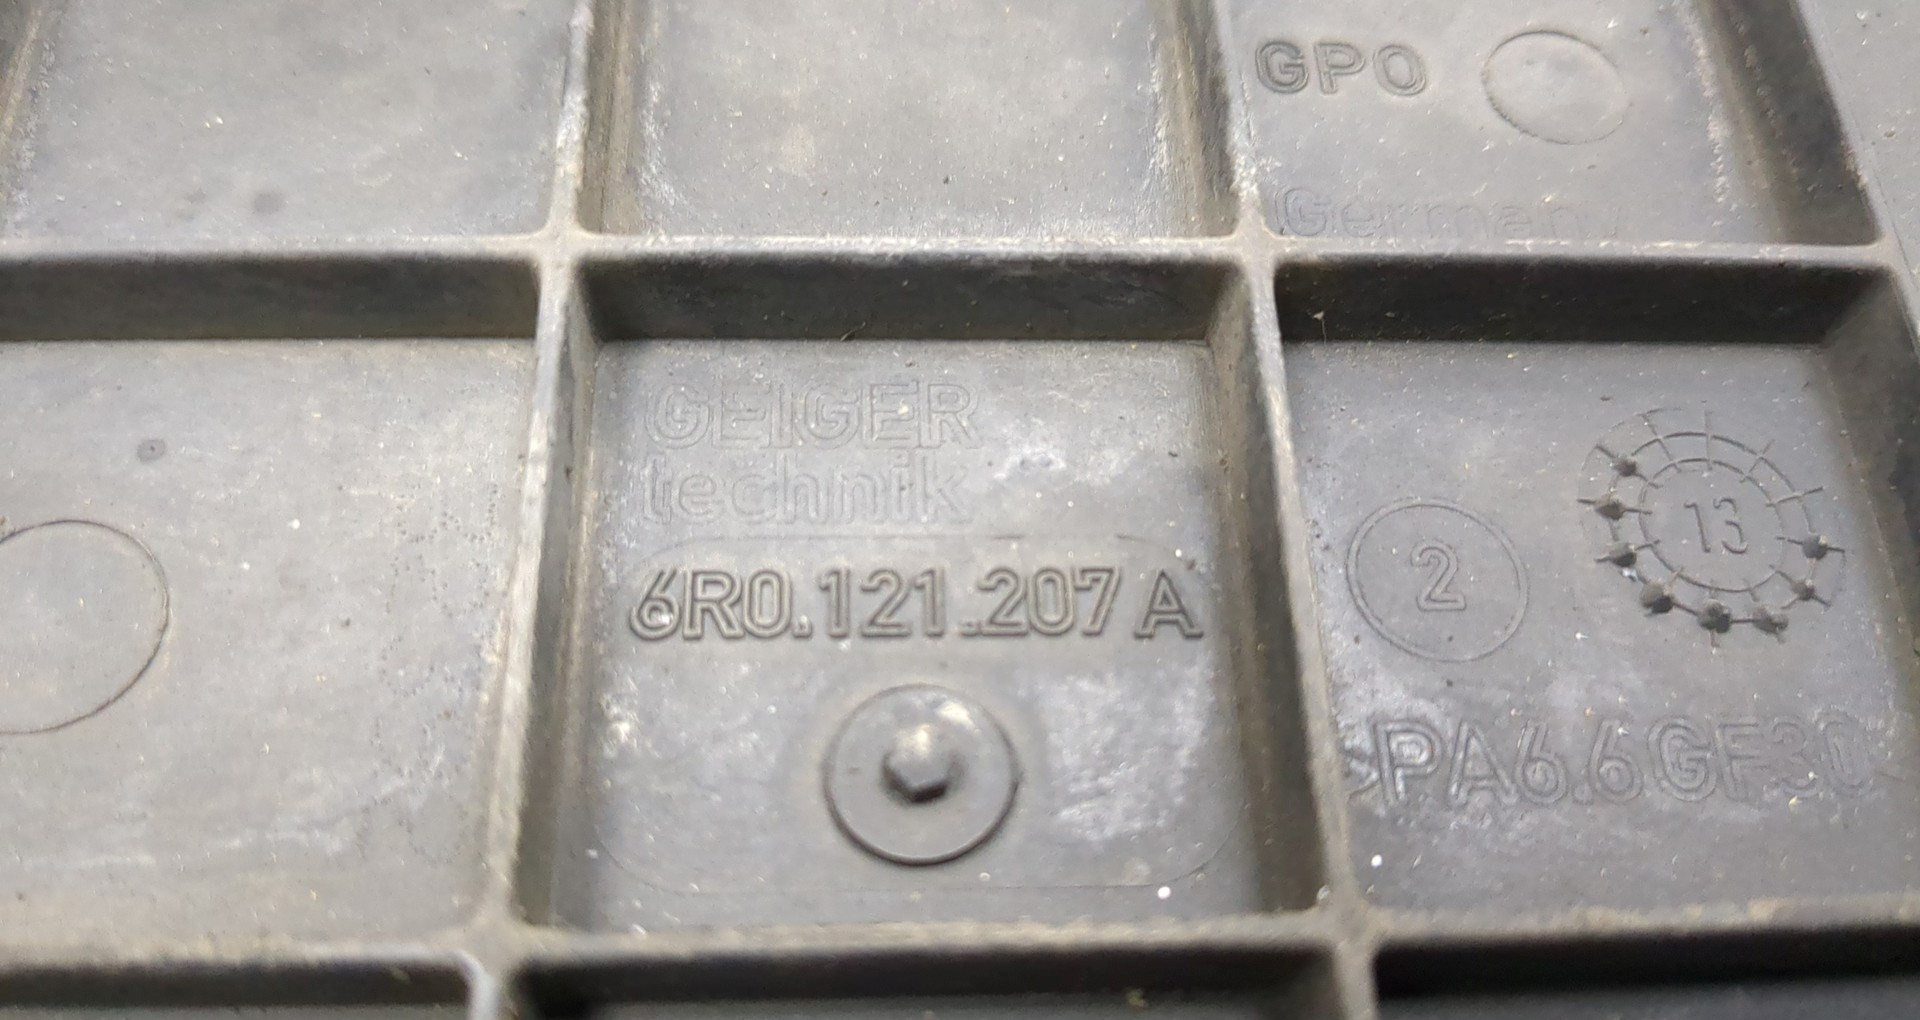 GPO
Germany
GEIGER
technik
6R0.121.207 A
2
13
>PA6.6GF30